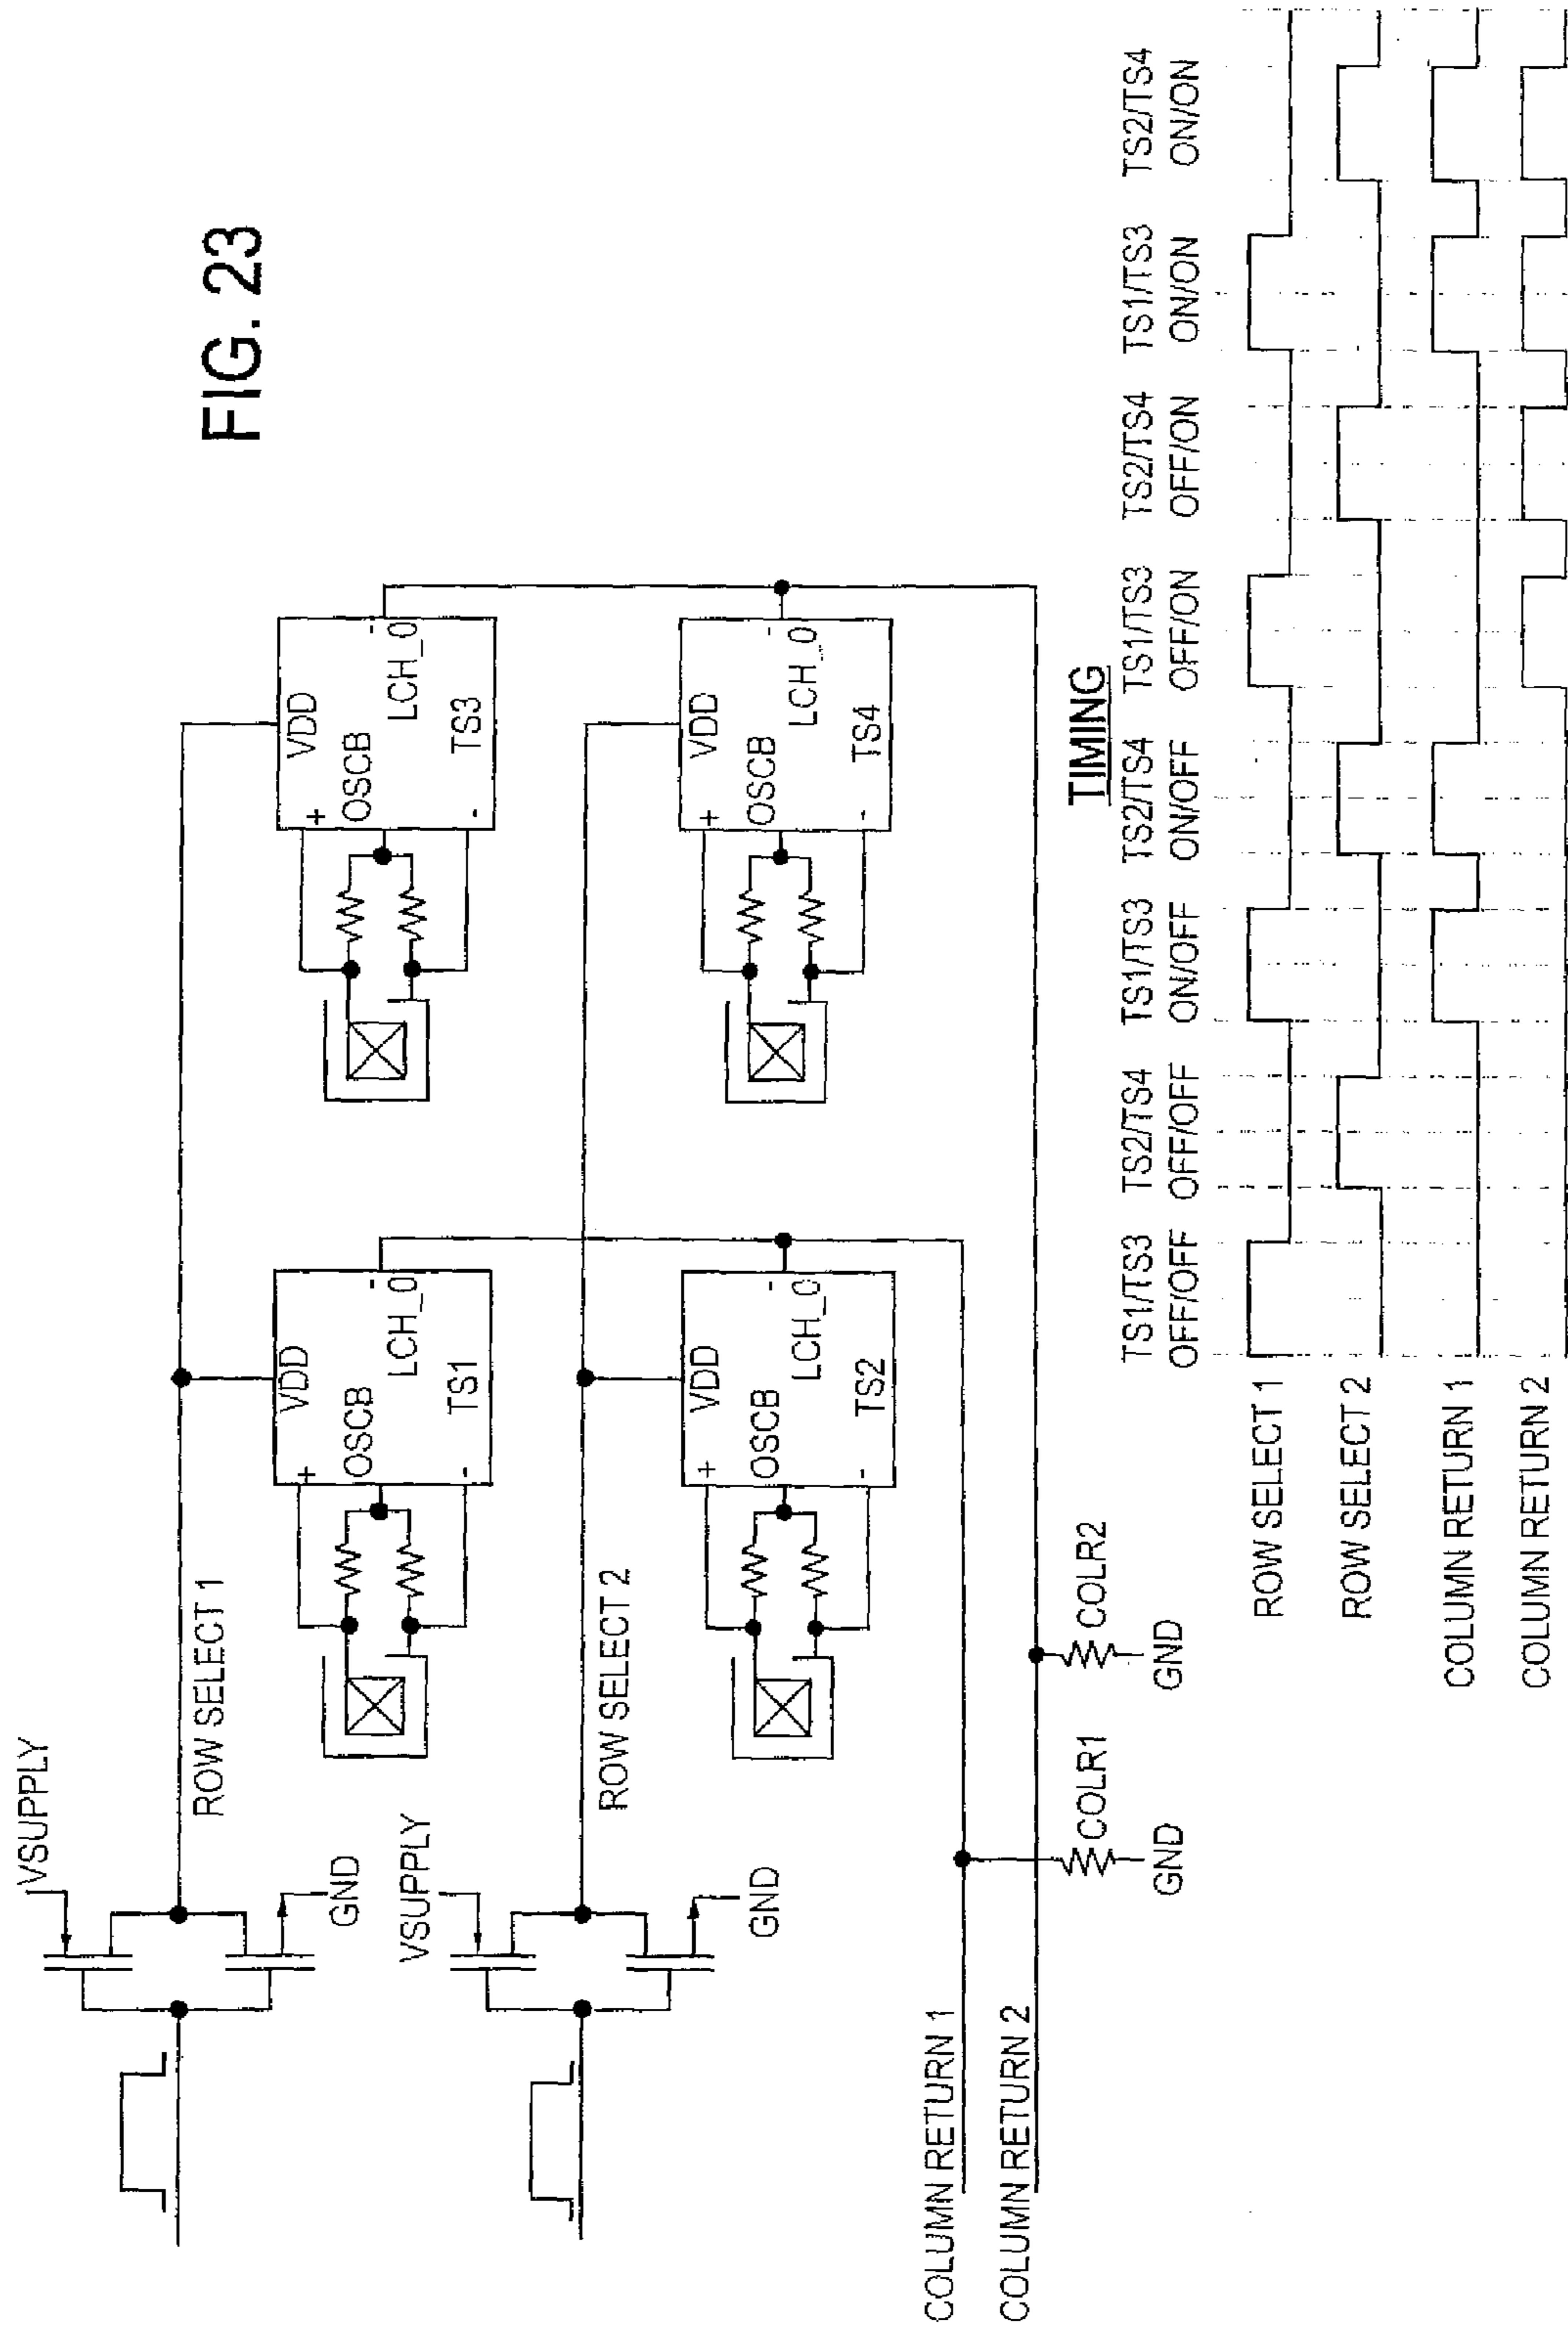 FIG. 23
VSUPPLY
ROW SELECT 1
GND
VDD
+
OSCB
-
LCH_0
-
TS1
VDD
+
OSCB
-
LCH_0
-
TS3
VSUPPLY
ROW SELECT 2
GND
VDD
+
OSCB
-
LCH_0
-
TS2
VDD
+
OSCB
-
LCH_0
-
TS4
COLUMN RETURN 1
COLUMN RETURN 2
COLR1
GND
COLR2
GND
TIMING
TS1/TS3 TS2/TS4 TS1/TS3 TS2/TS4 TS1/TS3 TS2/TS4 TS1/TS3 TS2/TS4
OFF/OFF OFF/OFF ON/OFF ON/OFF OFF/ON OFF/ON ON/ON ON/ON
ROW SELECT 1
ROW SELECT 2
COLUMN RETURN 1
COLUMN RETURN 2